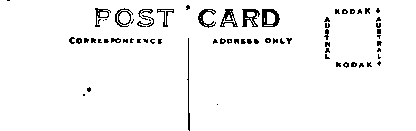 POST CARD
CORRESPONDENCE ADDRESS ONLY
KODAK
AUSTRAL
AUSTRAL
KODAK